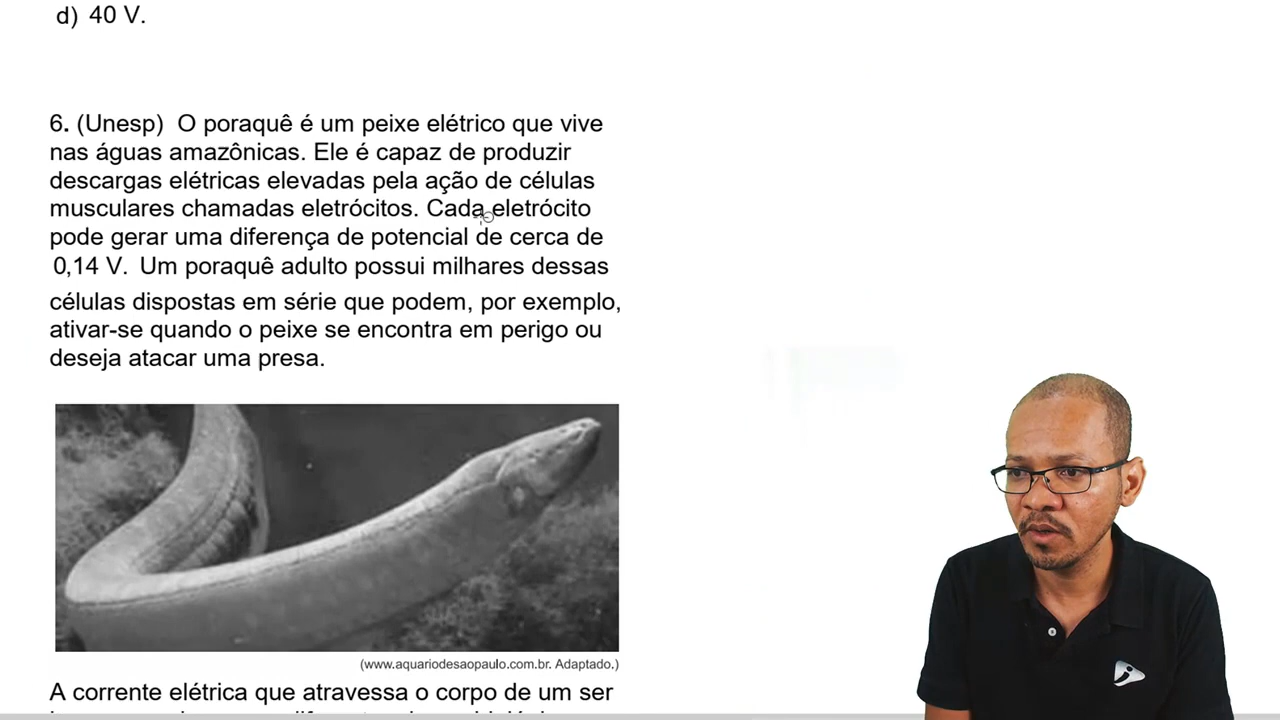 d) 40 V.
6. (Unesp) O poraquê é um peixe elétrico que vive
nas águas amazônicas. Ele é capaz de produzir
descargas elétricas elevadas pela ação de células
musculares chamadas eletrócitos. Cada eletrócito
pode gerar uma diferença de potencial de cerca de
0,14 V. Um poraquê adulto possui milhares dessas
células dispostas em série que podem, por exemplo,
ativar-se quando o peixe se encontra em perigo ou
deseja atacar uma presa.
(www.aquariodesaopaulo.com.br. Adaptado.)
A corrente elétrica que atravessa o corpo de um ser